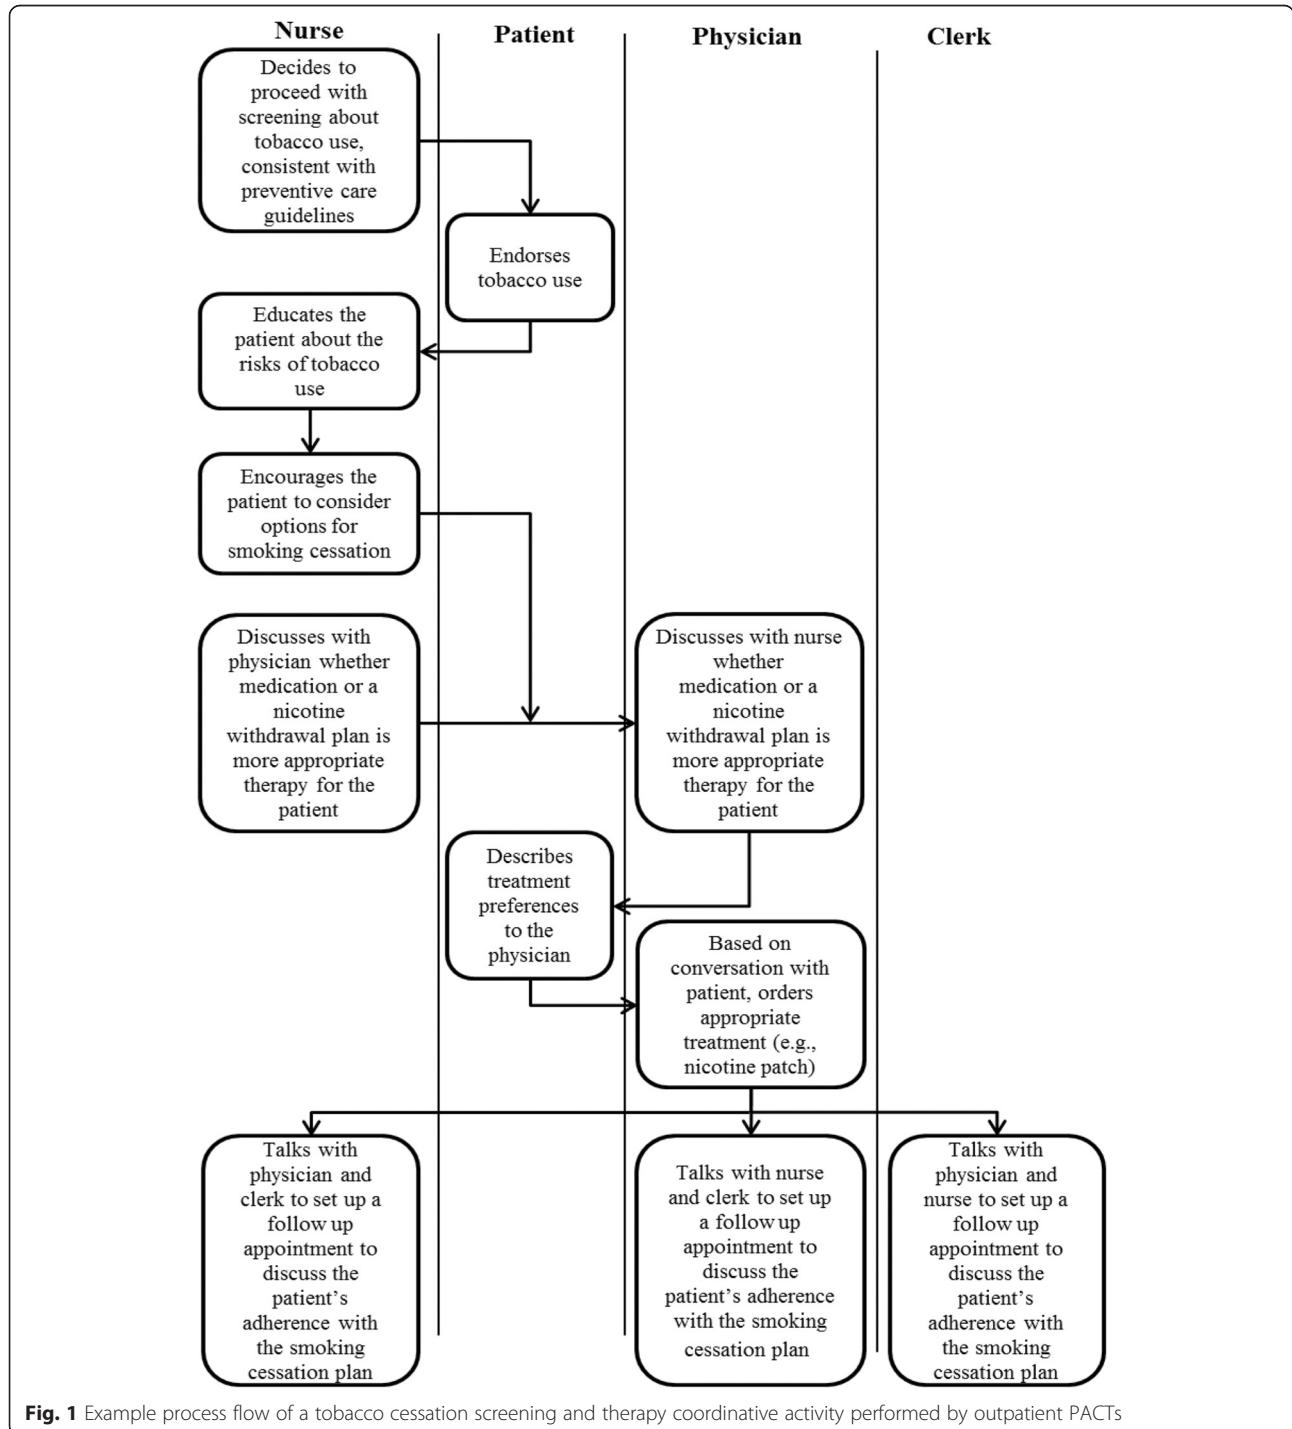 Nurse
Patient
Physician
Clerk
Decides to
proceed with
screening about
tobacco use,
consistent with
preventive care
guidelines
Endorses
tobacco use
Educates the
patient about the
risks of tobacco
use
Encourages the
patient to consider
options for
smoking cessation
Discusses with
physician whether
medication or a
nicotine
withdrawal plan is
more appropriate
therapy for the
patient
Discusses with nurse
whether
medication or a
nicotine
withdrawal plan is
more appropriate
therapy for the
patient
Describes
treatment
preferences
to the
physician
Based on
conversation with
patient, orders
appropriate
treatment (e.g.,
nicotine patch)
Talks with
physician and
clerk to set up a
follow up
appointment to
discuss the
patient’s
adherence with
the smoking
cessation plan
Talks with nurse
and clerk to set up
a follow up
appointment to
discuss the
patient’s adherence
with the smoking
cessation plan
Talks with
physician and
nurse to set up a
follow up
appointment to
discuss the
patient’s
adherence with
the smoking
cessation plan
Fig. 1 Example process flow of a tobacco cessation screening and therapy coordinative activity performed by outpatient PACTs